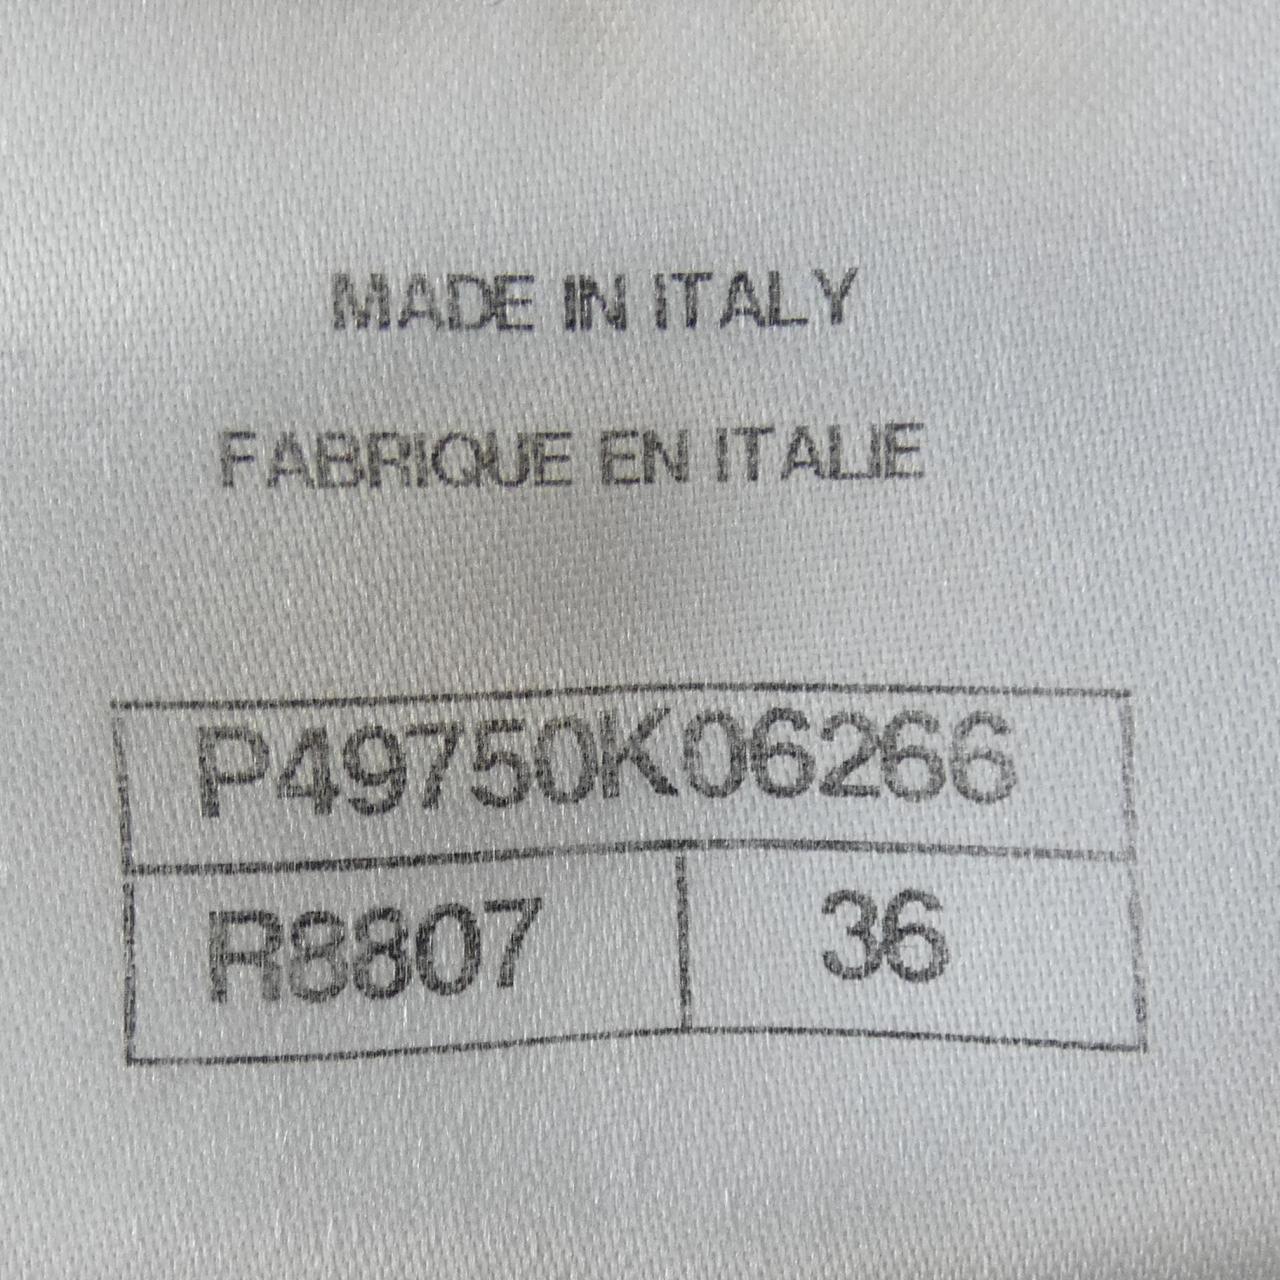 MADE IN ITALY
FABRIQUE EN ITALIE
P49750K06266
R8807 36